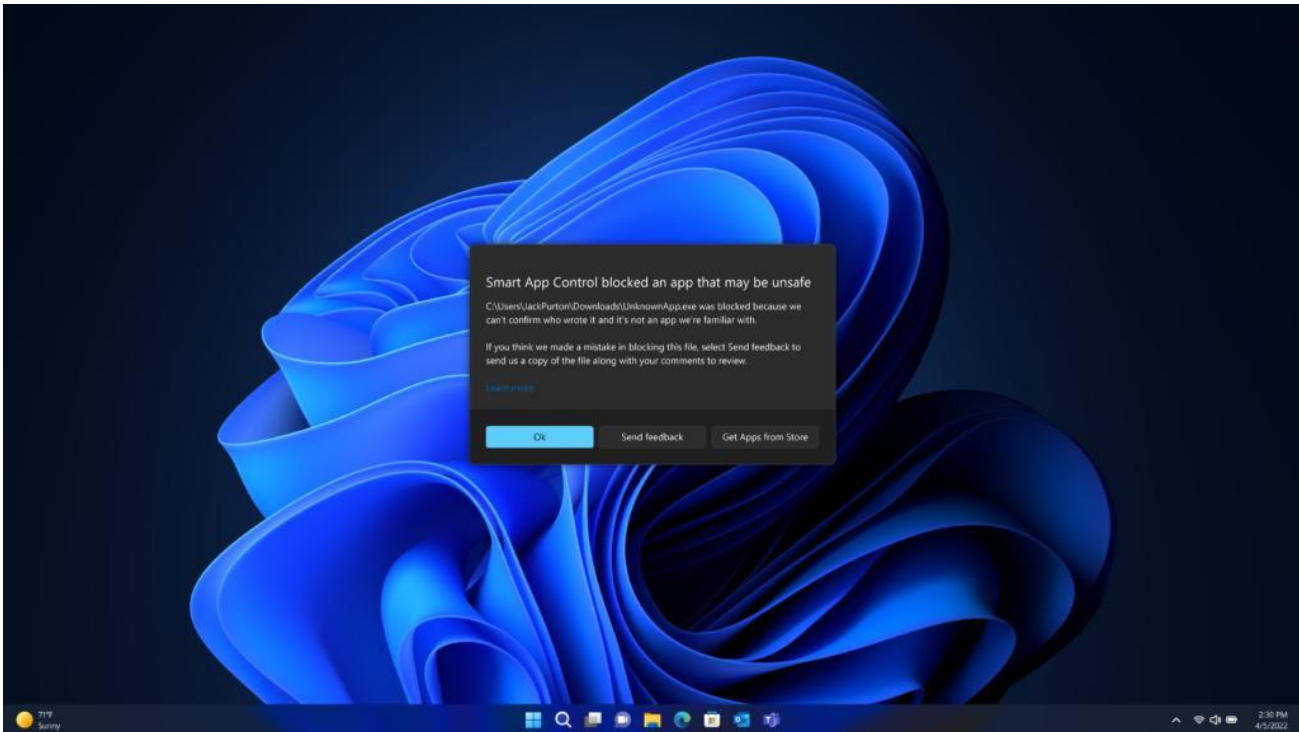 Smart App Control blocked an app that may be unsafe
C:\Users\JackPurton\Downloads\UnknownApp.exe was blocked because we
can't confirm who wrote it and it's not an app we're familiar with.
If you think we made a mistake in blocking this file, select Send feedback to
send us a copy of the file along with your comments to review.
Learn more
Ok
Send feedback
Get Apps from Store
71°F
Sunny
2:30 PM
4/5/2022